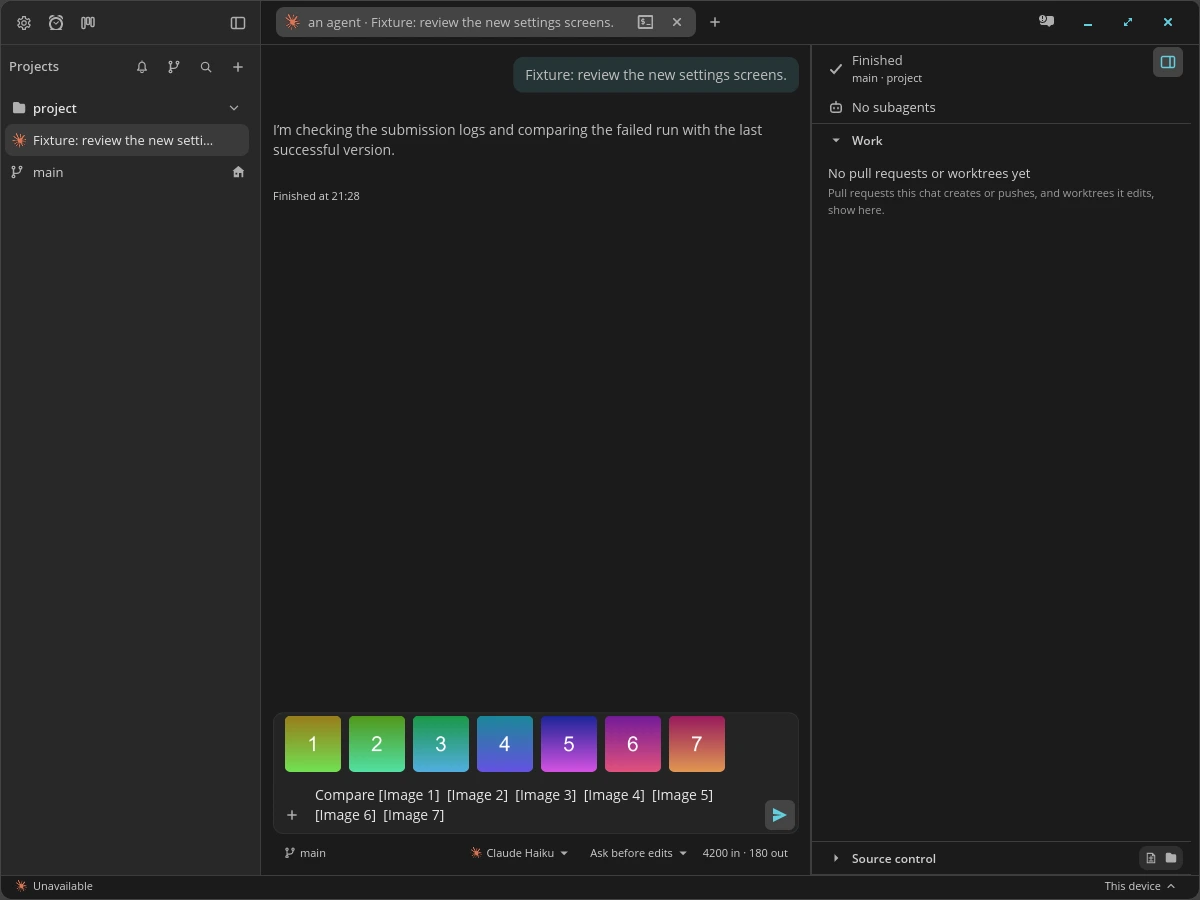 an agent · Fixture: review the new settings screens.
Projects
project
Fixture: review the new setti...
main
Fixture: review the new settings screens.
I'm checking the submission logs and comparing the failed run with the last
successful version.
Finished at 21:28
Finished
main · project
No subagents
Work
No pull requests or worktrees yet
Pull requests this chat creates or pushes, and worktrees it edits,
show here.
1 2 3 4 5 6 7
Compare [Image 1] [Image 2] [Image 3] [Image 4] [Image 5]
[Image 6] [Image 7]
main Claude Haiku Ask before edits 4200 in · 180 out
Source control
Unavailable
This device